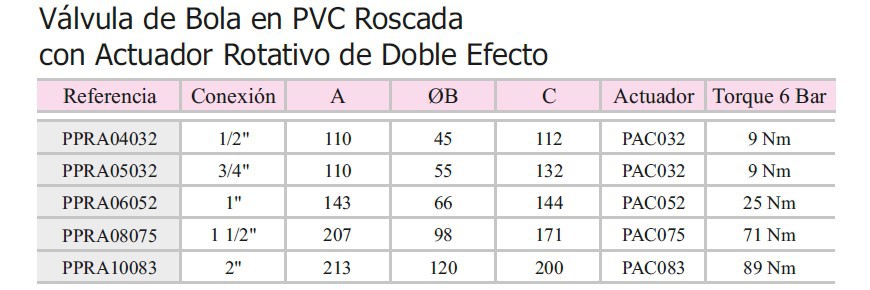 Válvula de Bola en PVC Roscada
con Actuador Rotativo de Doble Efecto
Referencia Conexión A ØB C Actuador Torque 6 Bar
PPRA04032 1/2" 110 45 112 PAC032 9 Nm
PPRA05032 3/4" 110 55 132 PAC032 9 Nm
PPRA06052 1" 143 66 144 PAC052 25 Nm
PPRA08075 1 1/2" 207 98 171 PAC075 71 Nm
PPRA10083 2" 213 120 200 PAC083 89 Nm